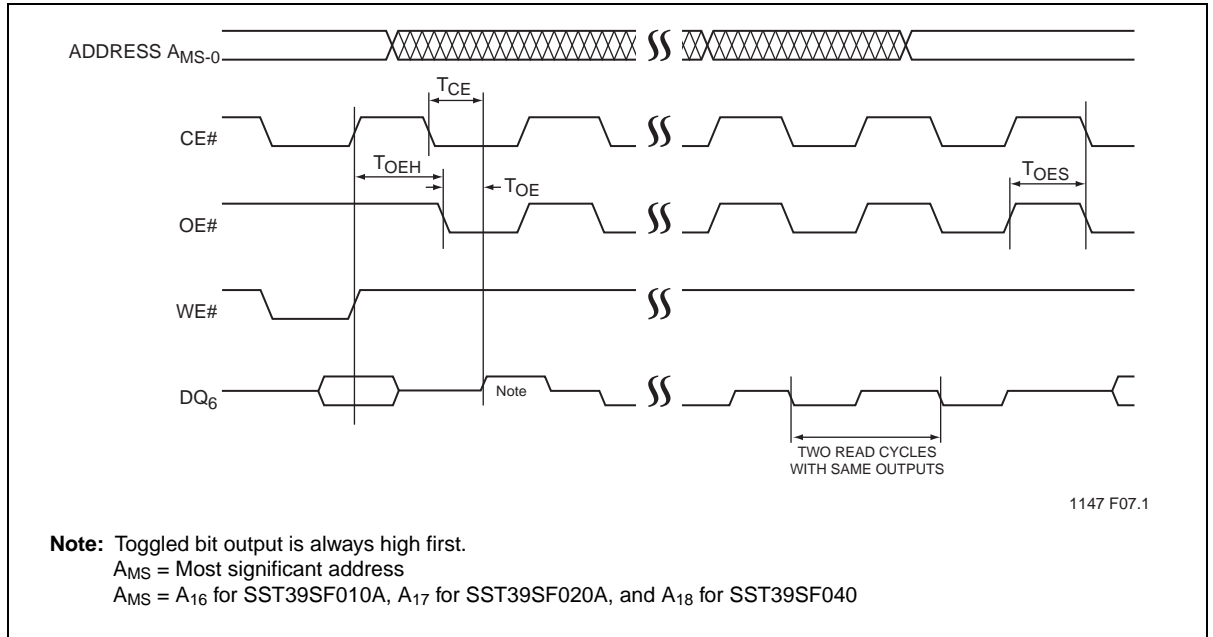 ADDRESS AMS-0
TCE
CE#
TOEH
TOE
TOES
OE#
WE#
DQ6
Note
TWO READ CYCLES
WITH SAME OUTPUTS
1147 F07.1
Note: Toggled bit output is always high first.
AMS = Most significant address
AMS = A16 for SST39SF010A, A17 for SST39SF020A, and A18 for SST39SF040